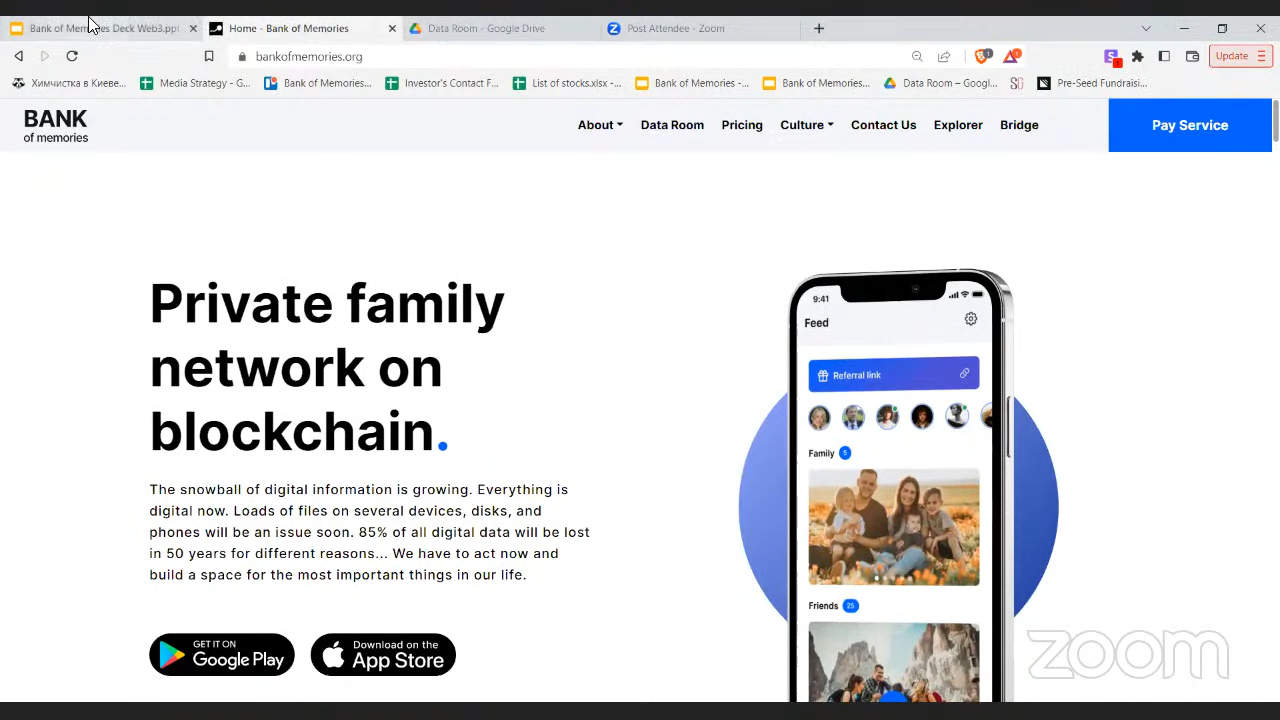 Bank of Memories Deck Web3.ppt
Home - Bank of Memories
Data Room - Google Drive
Post Attendee - Zoom
bankofmemories.org
1
1
1
Update
Химчистка в Киеве...
Media Strategy - G...
Bank of Memories...
Investor's Contact F...
List of stocks.xlsx -...
Bank of Memories -...
Bank of Memories...
Data Room – Googl...
Pre-Seed Fundraisi...
BANK
of memories
About
Data Room
Pricing
Culture
Contact Us
Explorer
Bridge
Pay Service
Private family
network on
blockchain.
The snowball of digital information is growing. Everything is
digital now. Loads of files on several devices, disks, and
phones will be an issue soon. 85% of all digital data will be lost
in 50 years for different reasons... We have to act now and
build a space for the most important things in our life.
GET IT ON
Google Play
Download on the
App Store
9:41
Feed
Referral link
Family 5
Friends 25
zoom